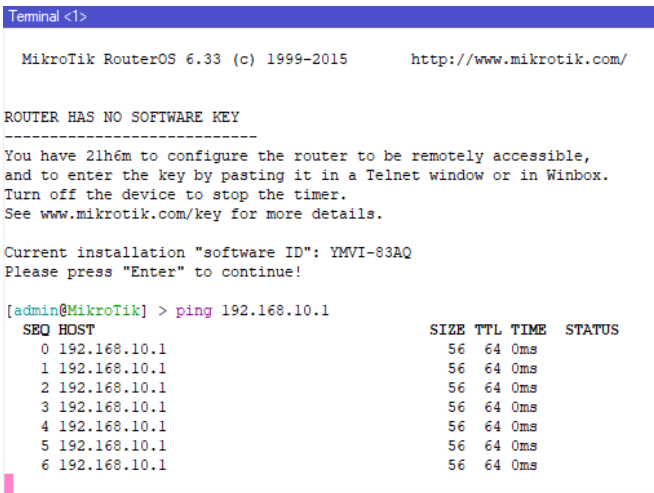 Terminal <1>
MikroTik RouterOS 6.33 (c) 1999-2015 http://www.mikrotik.com/
ROUTER HAS NO SOFTWARE KEY
----------------------------
You have 21h6m to configure the router to be remotely accessible,
and to enter the key by pasting it in a Telnet window or in Winbox.
Turn off the device to stop the timer.
See www.mikrotik.com/key for more details.
Current installation "software ID": YMVI-83AQ
Please press "Enter" to continue!
[admin@MikroTik] > ping 192.168.10.1
SEQ HOST SIZE TTL TIME STATUS
0 192.168.10.1 56 64 0ms
1 192.168.10.1 56 64 0ms
2 192.168.10.1 56 64 0ms
3 192.168.10.1 56 64 0ms
4 192.168.10.1 56 64 0ms
5 192.168.10.1 56 64 0ms
6 192.168.10.1 56 64 0ms